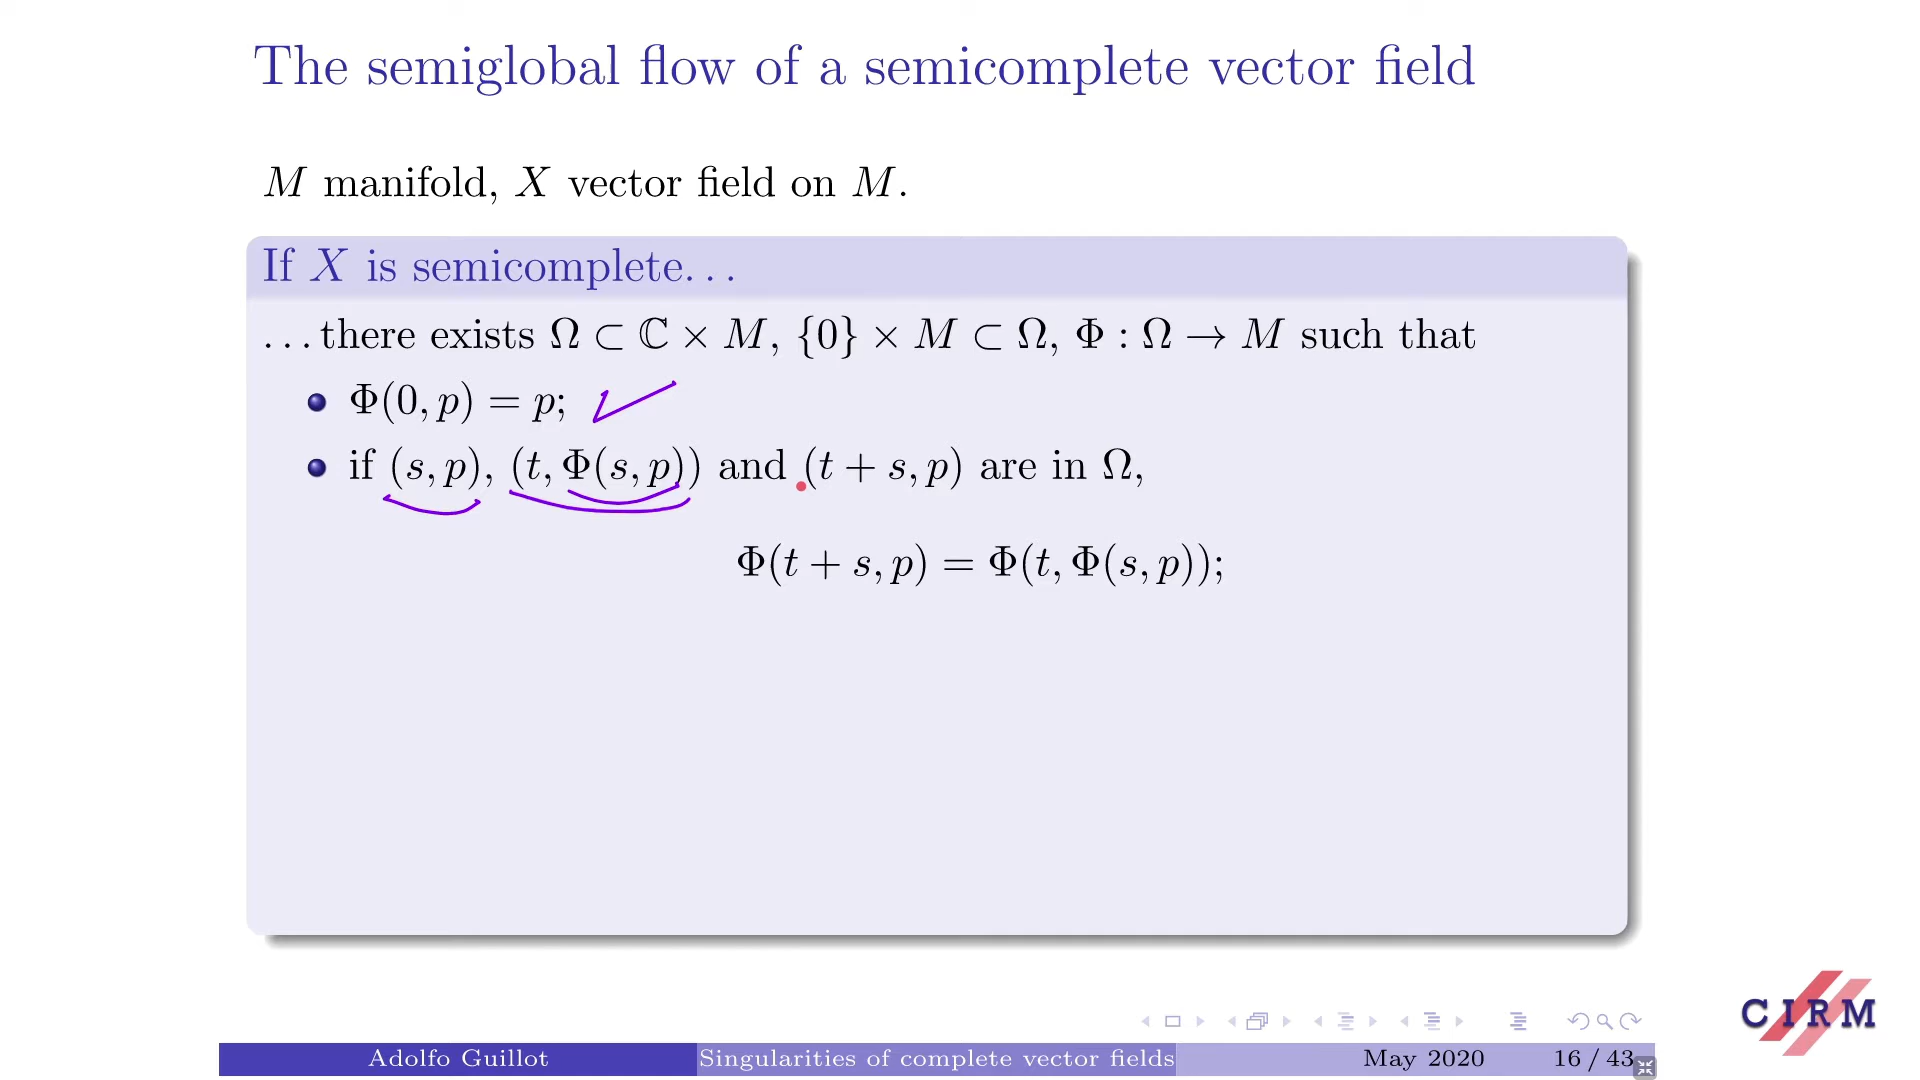 The semiglobal flow of a semicomplete vector field
M manifold, X vector field on M.
If X is semicomplete. . .
. . . there exists Ω ⊂ ℂ × M, {0} × M ⊂ Ω, Φ : Ω → M such that
Φ(0, p) = p;
if (s, p), (t, Φ(s, p)) and (t + s, p) are in Ω,
Φ(t + s, p) = Φ(t, Φ(s, p));
CIRM
Adolfo Guillot Singularities of complete vector fields May 2020 16 / 43